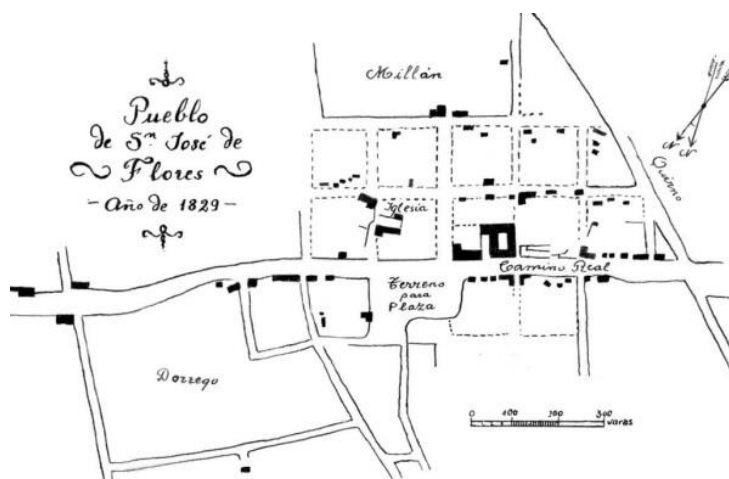 Pueblo
de Sⁿ José de
Flores
- Año de 1829 -
Millán
Quirno
Iglesia
Camino Real
Terreno
para
Plaza
Dorrego
0 100 200 300
varas
N N